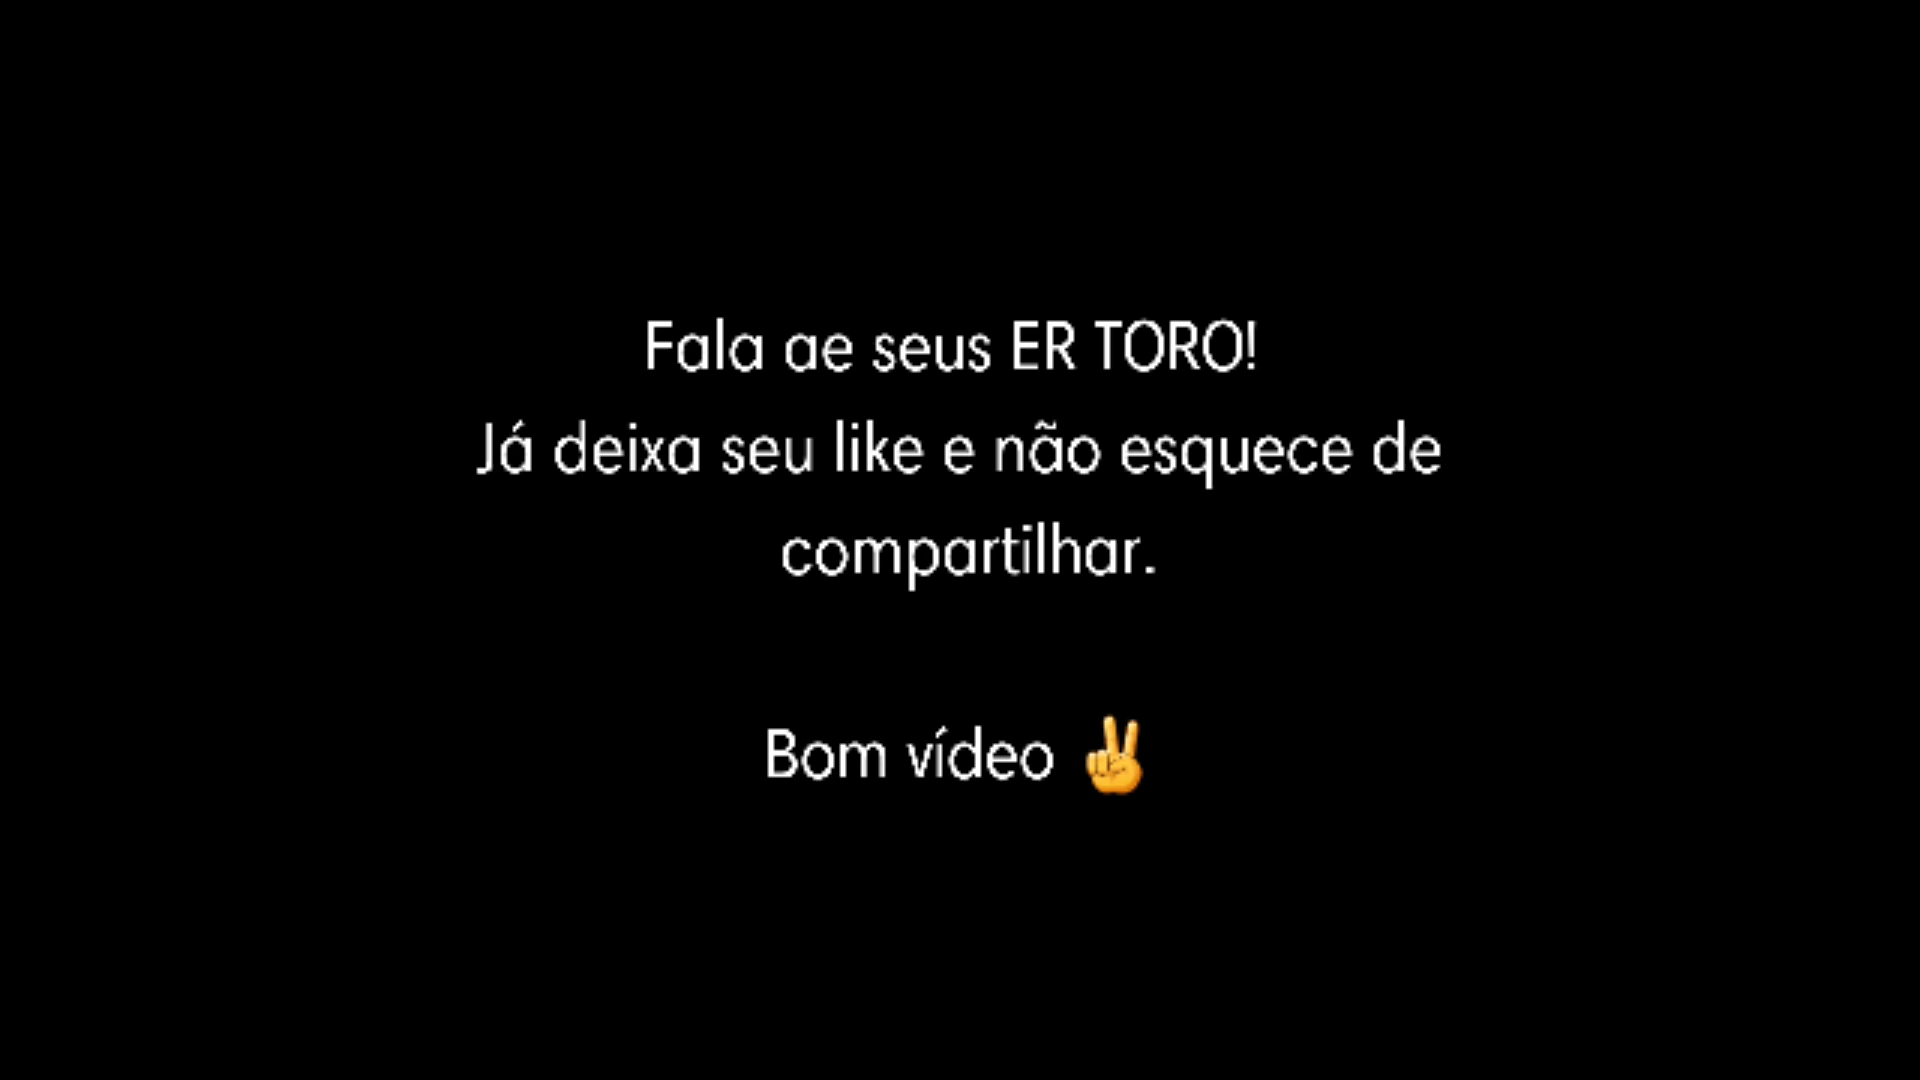 Fala ae seus ER TORO!
Já deixa seu like e não esquece de
compartilhar.
Bom vídeo ✌